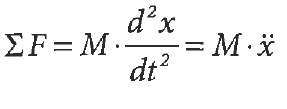 ΣF = M · d²x/dt² = M · ẍ